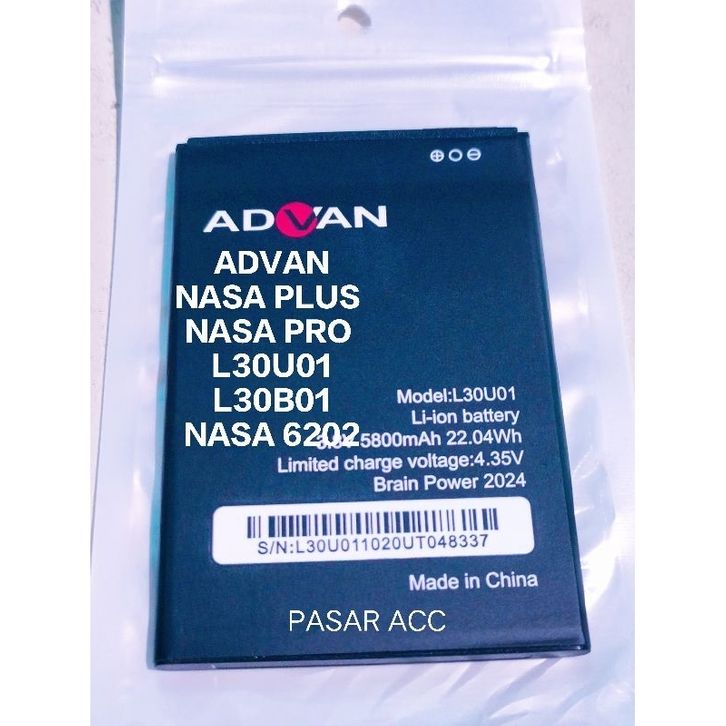 ADVAN
ADVAN
NASA PLUS
NASA PRO
L30U01
L30B01
NASA 6202
Model:L30U01
Li-ion battery
5800mAh 22.04Wh
Limited charge voltage:4.35V
Brain Power 2024
S/N:L30U011020UT048337
Made in China
PASAR ACC